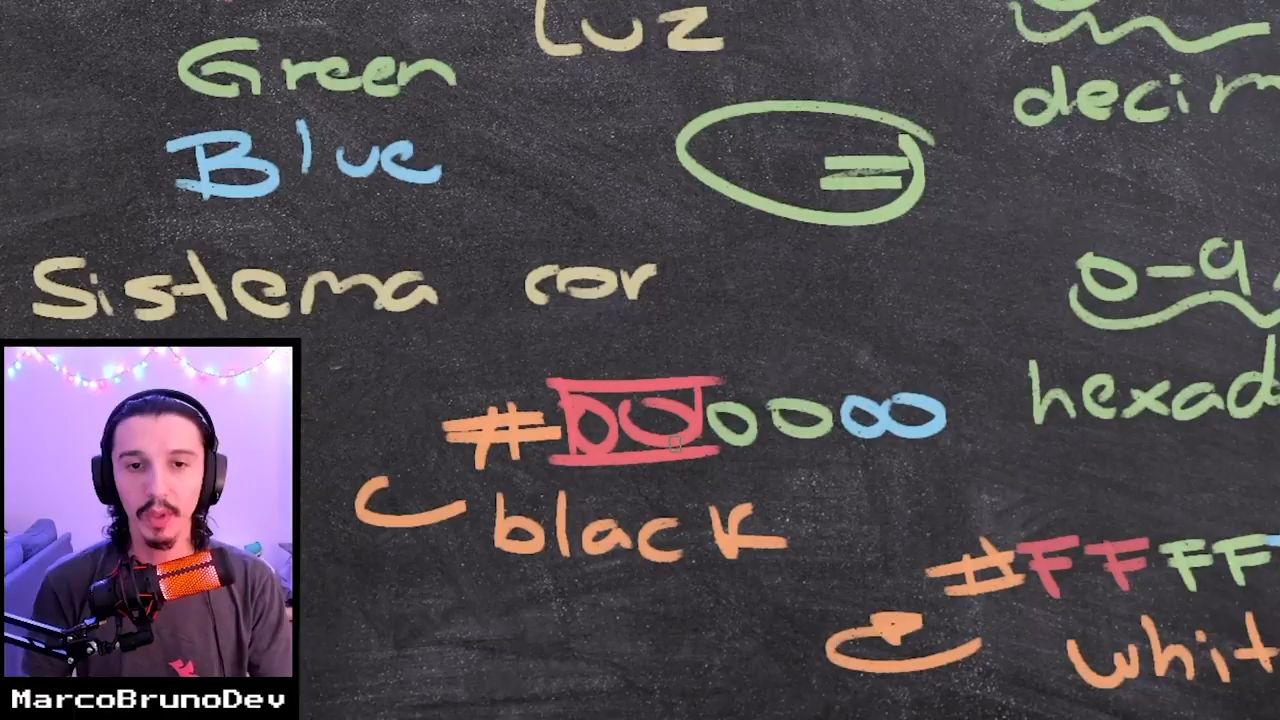 Luz
Green
decim
Blue
=
Sistema cor
0-9
hexad
#000000
black
#FFFF
whit
MarcoBrunoDev